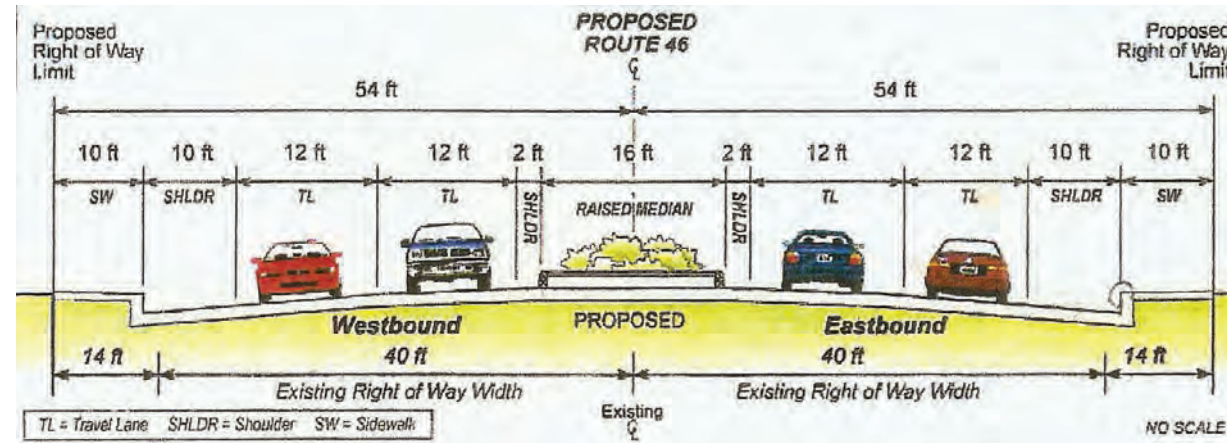 Proposed
Right of Way
Limit
PROPOSED
ROUTE 46
℄
Proposed
Right of Way
Limit
54 ft
54 ft
10 ft 10 ft 12 ft 12 ft 2 ft 16 ft 2 ft 12 ft 12 ft 10 ft 10 ft
SW SHLDR TL TL SHLDR RAISED MEDIAN SHLDR TL TL SHLDR SW
Westbound PROPOSED Eastbound
14 ft 40 ft 40 ft 14 ft
Existing Right of Way Width Existing Right of Way Width
TL = Travel Lane SHLDR = Shoulder SW = Sidewalk
Existing
℄
NO SCALE